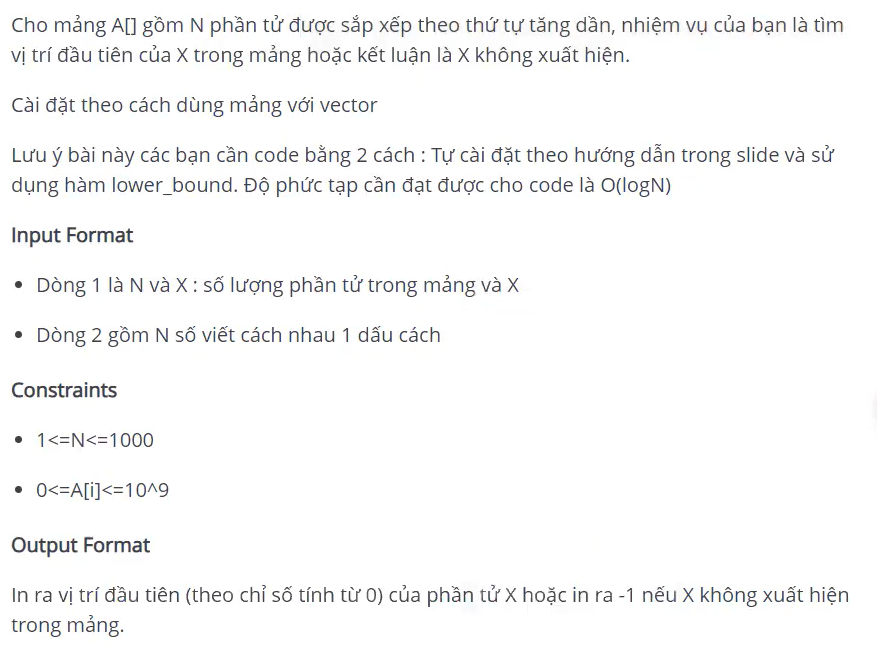 Cho mảng A[] gồm N phần tử được sắp xếp theo thứ tự tăng dần, nhiệm vụ của bạn là tìm
vị trí đầu tiên của X trong mảng hoặc kết luận là X không xuất hiện.
Cài đặt theo cách dùng mảng với vector
Lưu ý bài này các bạn cần code bằng 2 cách : Tự cài đặt theo hướng dẫn trong slide và sử
dụng hàm lower_bound. Độ phức tạp cần đạt được cho code là O(logN)
Input Format
• Dòng 1 là N và X : số lượng phần tử trong mảng và X
• Dòng 2 gồm N số viết cách nhau 1 dấu cách
Constraints
• 1<=N<=1000
• 0<=A[i]<=10^9
Output Format
In ra vị trí đầu tiên (theo chỉ số tính từ 0) của phần tử X hoặc in ra -1 nếu X không xuất hiện
trong mảng.